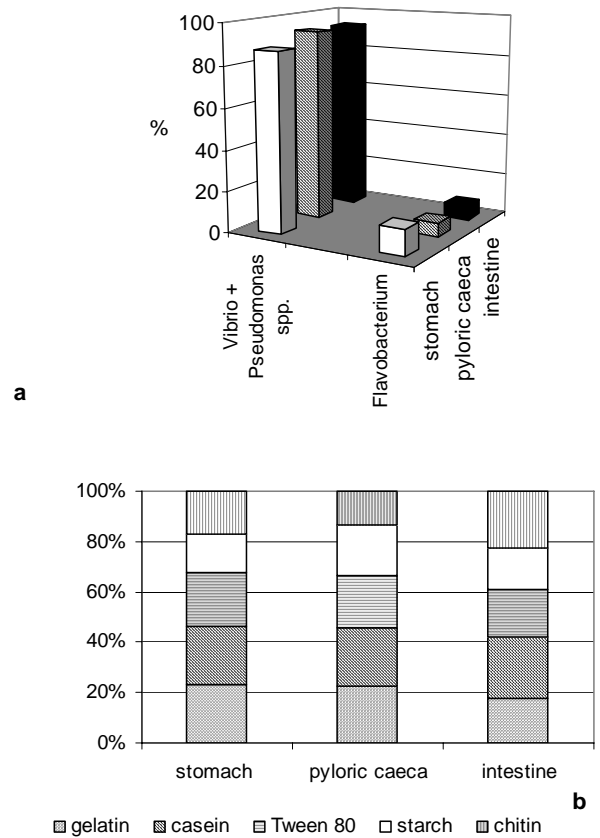 100
80
60
40
20
0
%
Vibrio +
Pseudomonas
spp.
Flavobacterium
stomach
pyloric caeca
intestine
a
100%
80%
60%
40%
20%
0%
stomach pyloric caeca intestine
b
gelatin casein Tween 80 starch chitin